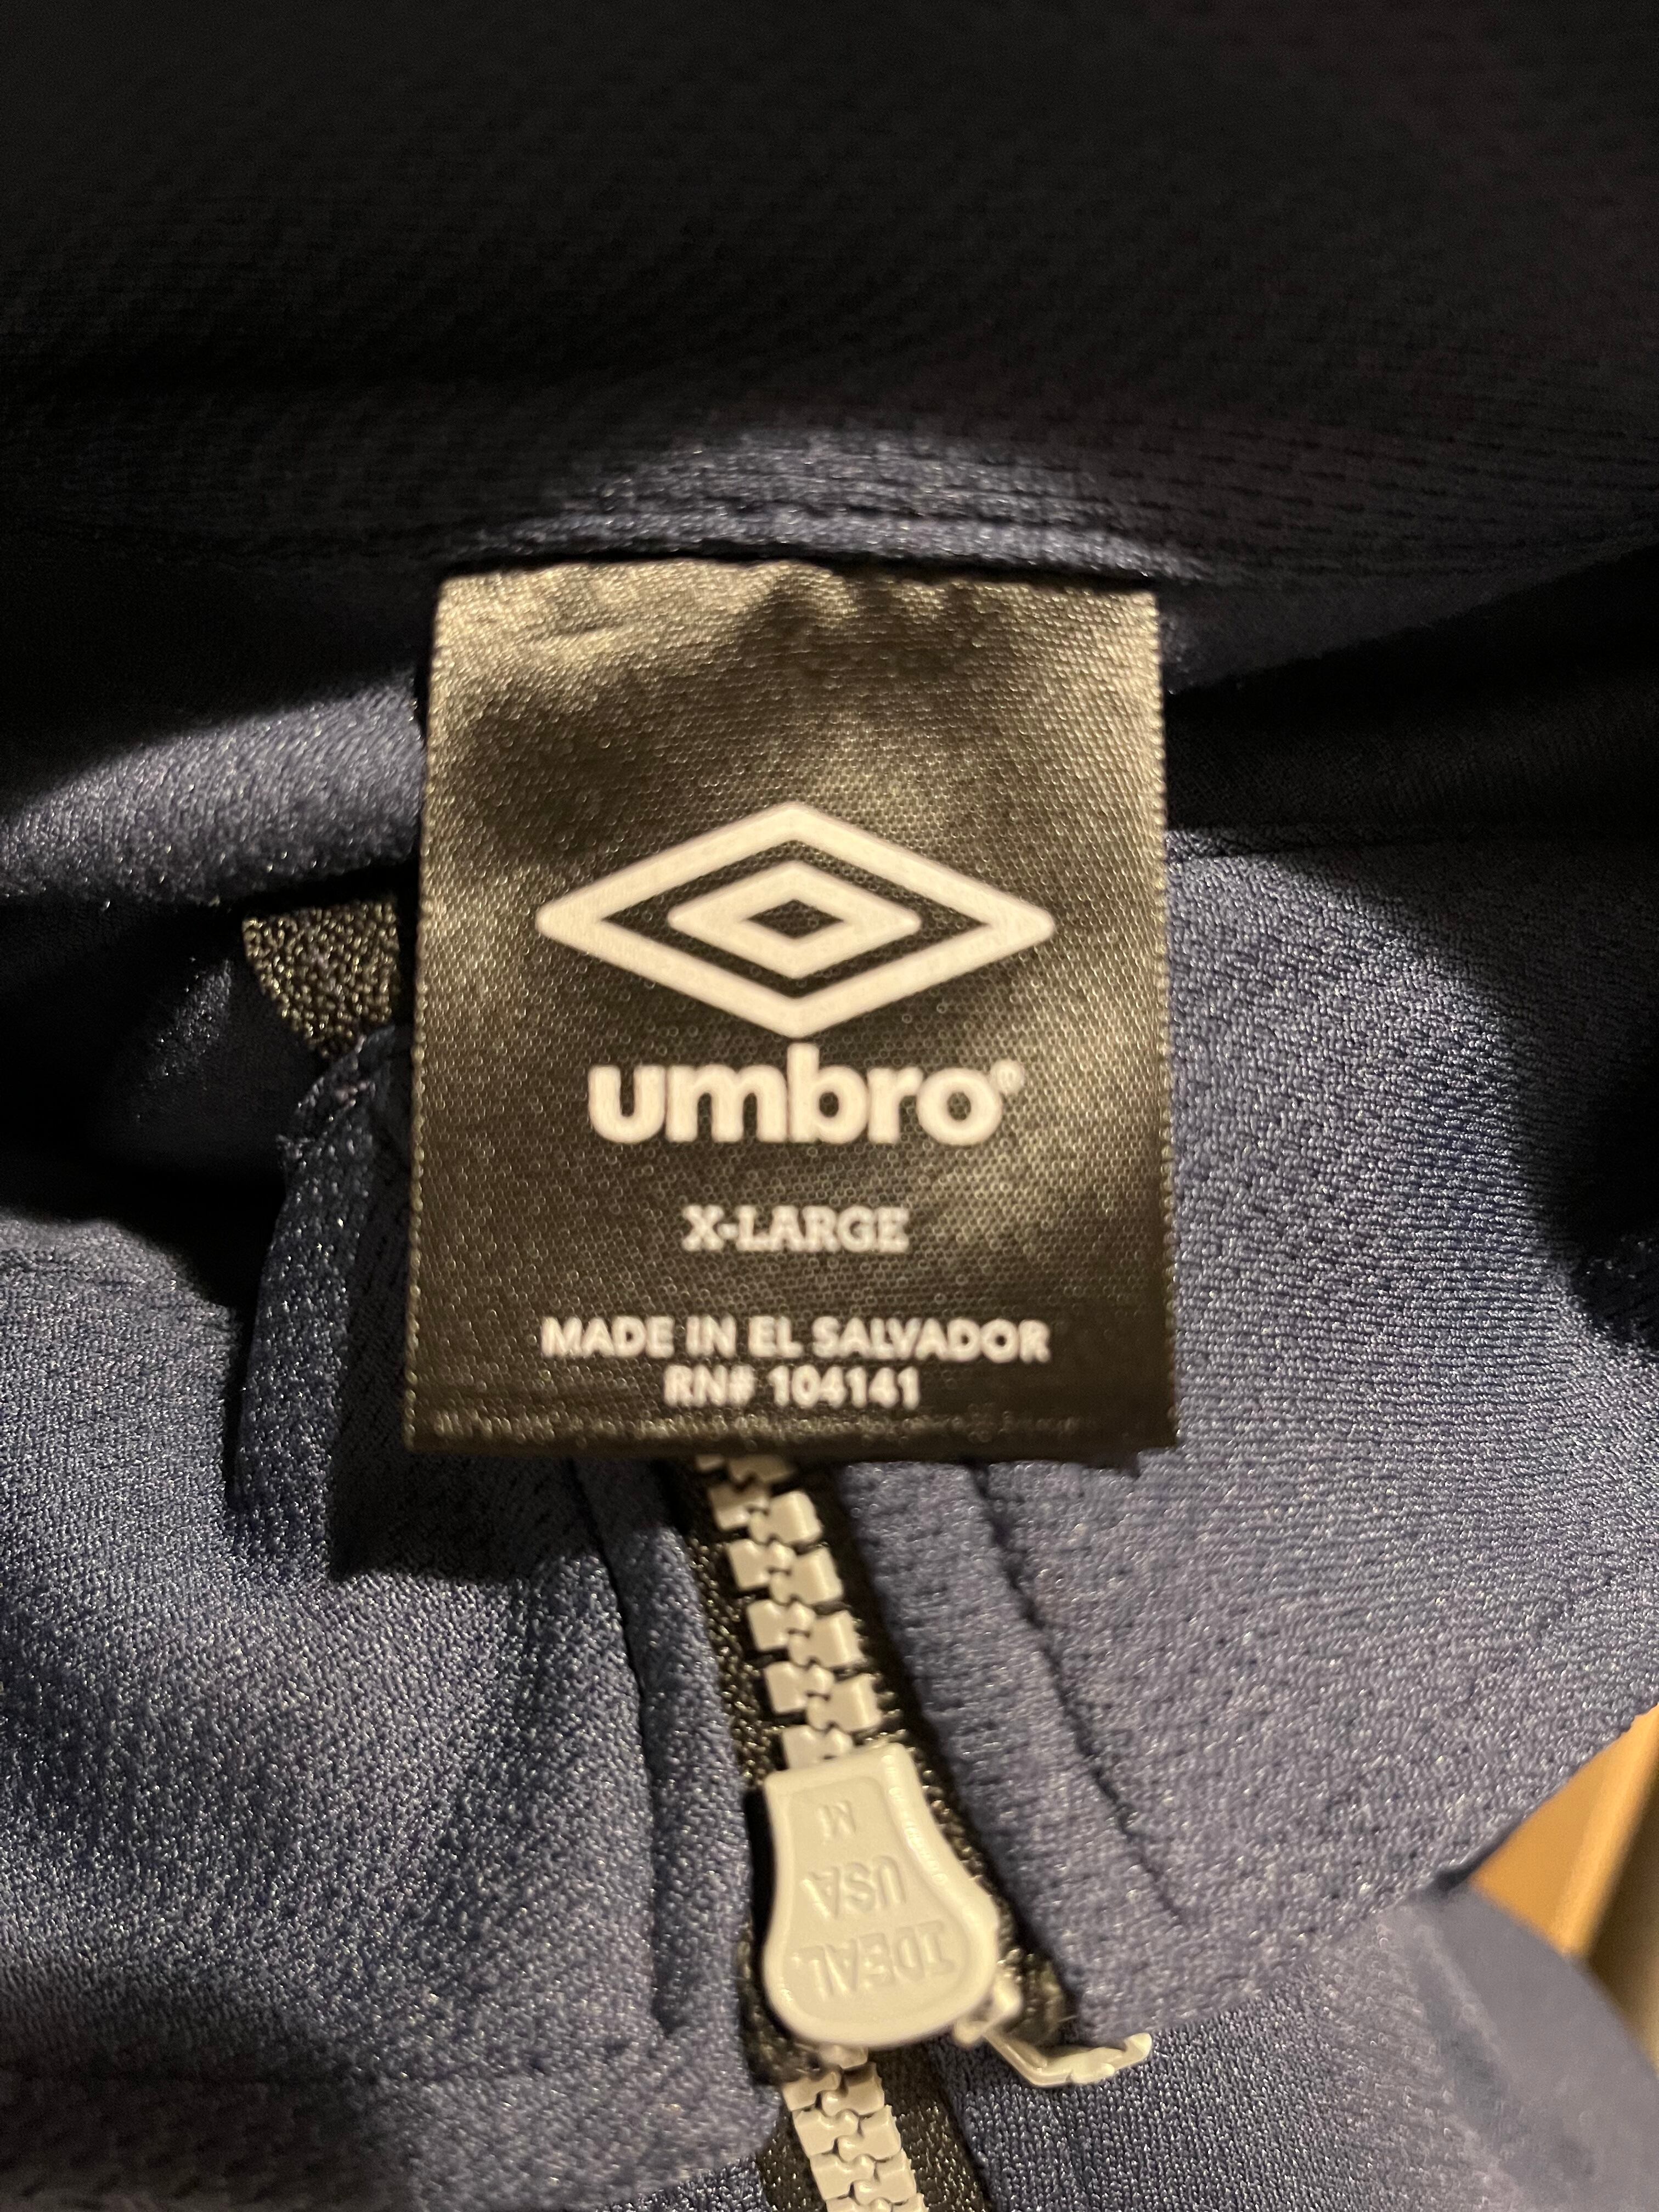 umbro®
X-LARGE
MADE IN EL SALVADOR
RN# 104141
M
USA
IDEAL